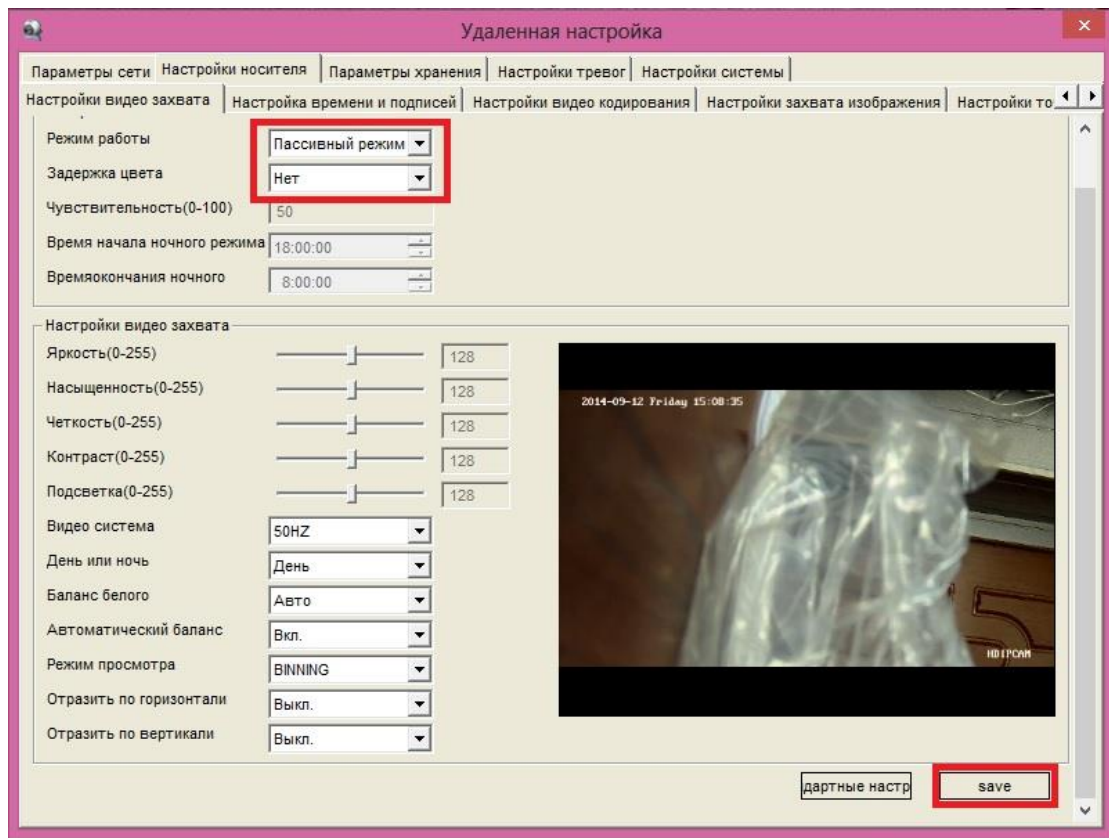 Удаленная настройка
Параметры сети Настройки носителя Параметры хранения Настройки тревог Настройки системы
Настройки видео захвата Настройка времени и подписей Настройки видео кодирования Настройки захвата изображения Настройки то
Режим работы Пассивный режим
Задержка цвета Нет
Чувствительность(0-100) 50
Время начала ночного режима 18:00:00
Времяокончания ночного 8:00:00
Настройки видео захвата
Яркость(0-255) 128
Насыщенность(0-255) 128
Четкость(0-255) 128
Контраст(0-255) 128
Подсветка(0-255) 128
2014-09-12 Friday 15:08:35
Видео система 50HZ
День или ночь День
Баланс белого Авто
Автоматический баланс Вкл.
Режим просмотра BINNING
HDIPCAM
Отразить по горизонтали Выкл.
Отразить по вертикали Выкл.
дартные настр save